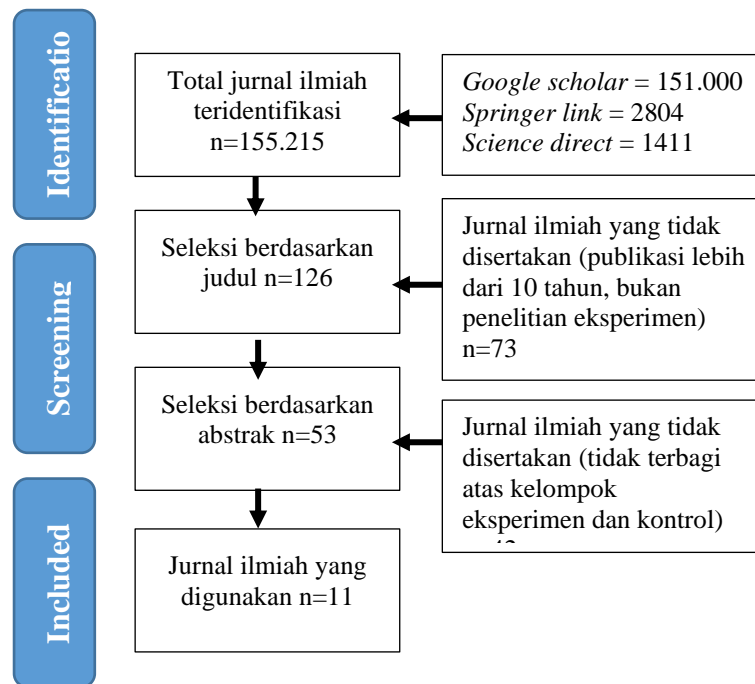 Identificatio
Total jurnal ilmiah
teridentifikasi
n=155.215
Google scholar = 151.000
Springer link = 2804
Science direct = 1411
Screening
Seleksi berdasarkan
judul n=126
Jurnal ilmiah yang tidak
disertakan (publikasi lebih
dari 10 tahun, bukan
penelitian eksperimen)
n=73
Seleksi berdasarkan
abstrak n=53
Jurnal ilmiah yang tidak
disertakan (tidak terbagi
atas kelompok
eksperimen dan kontrol)
Included
Jurnal ilmiah yang
digunakan n=11